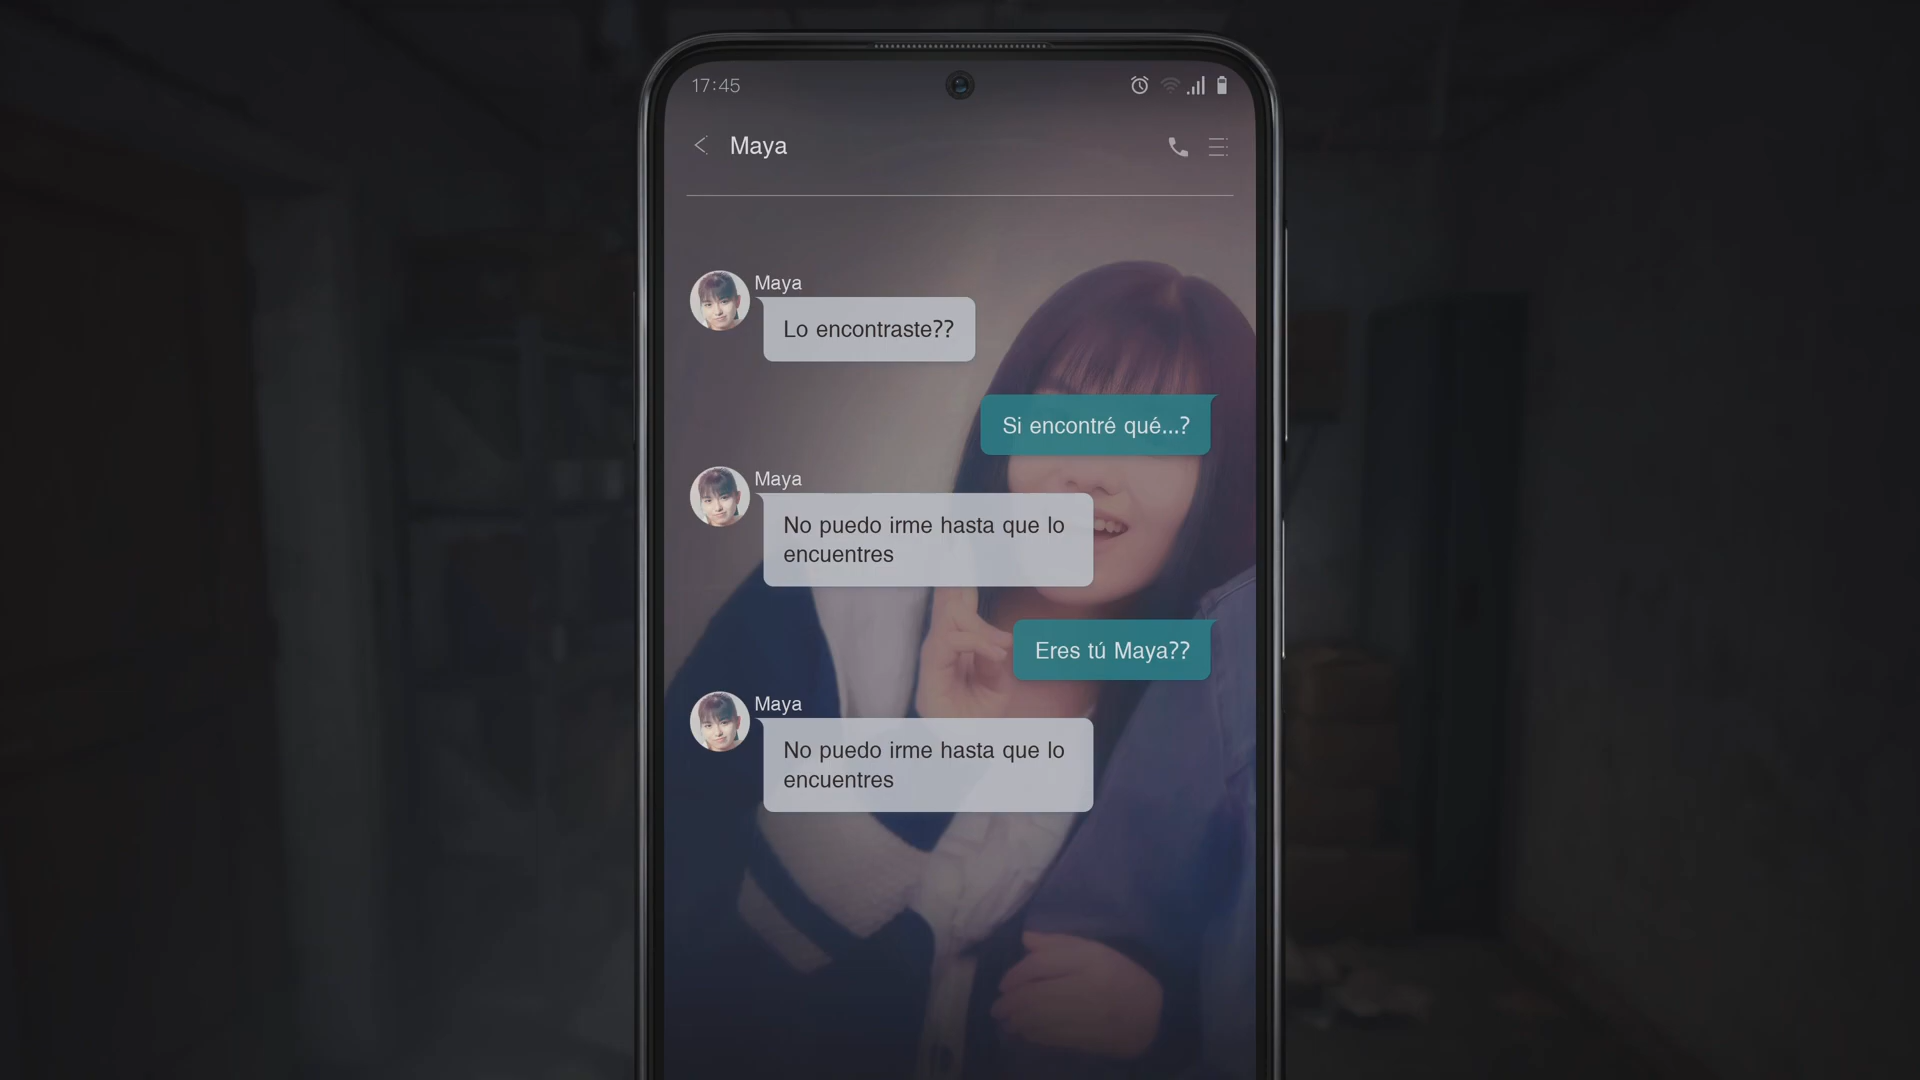 17:45
Maya
Maya
Lo encontraste??
Si encontré qué...?
Maya
No puedo irme hasta que lo
encuentres
Eres tú Maya??
Maya
No puedo irme hasta que lo
encuentres